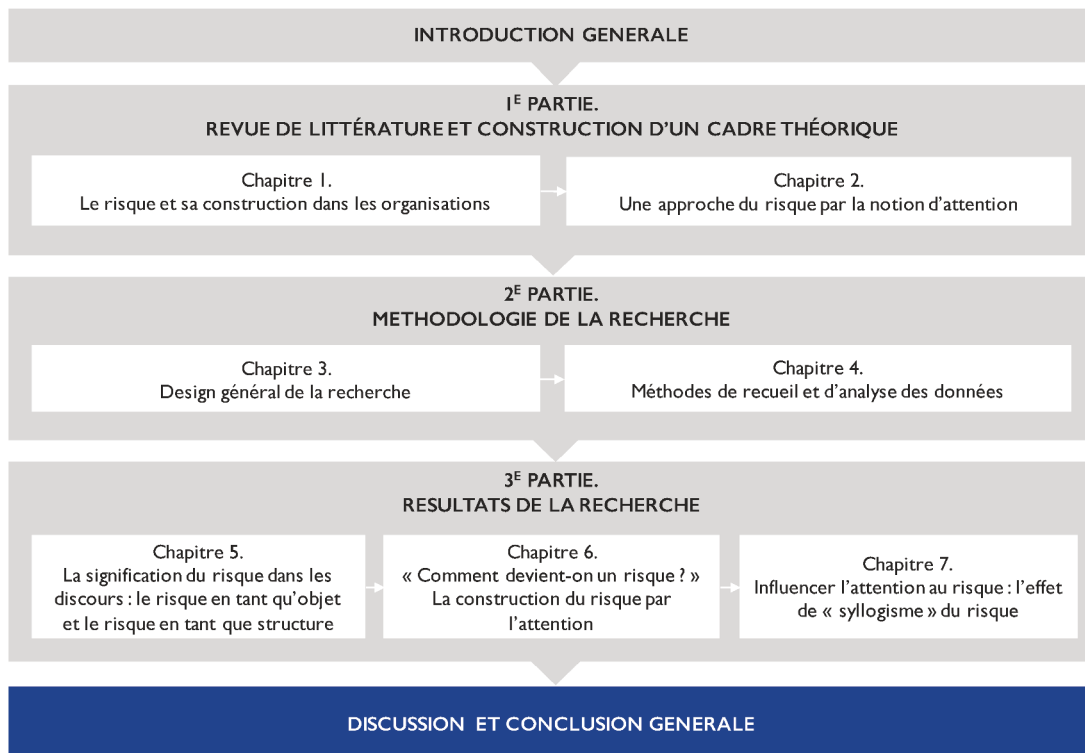 INTRODUCTION GENERALE
1E PARTIE.
REVUE DE LITTÉRATURE ET CONSTRUCTION D'UN CADRE THÉORIQUE
Chapitre 1.
Le risque et sa construction dans les organisations
Chapitre 2.
Une approche du risque par la notion d'attention
2E PARTIE.
METHODOLOGIE DE LA RECHERCHE
Chapitre 3.
Design général de la recherche
Chapitre 4.
Méthodes de recueil et d'analyse des données
3E PARTIE.
RESULTATS DE LA RECHERCHE
Chapitre 5.
La signification du risque dans les
discours : le risque en tant qu'objet
et le risque en tant que structure
Chapitre 6.
« Comment devient-on un risque ? »
La construction du risque par
l'attention
Chapitre 7.
Influencer l'attention au risque : l'effet
de « syllogisme » du risque
DISCUSSION ET CONCLUSION GENERALE